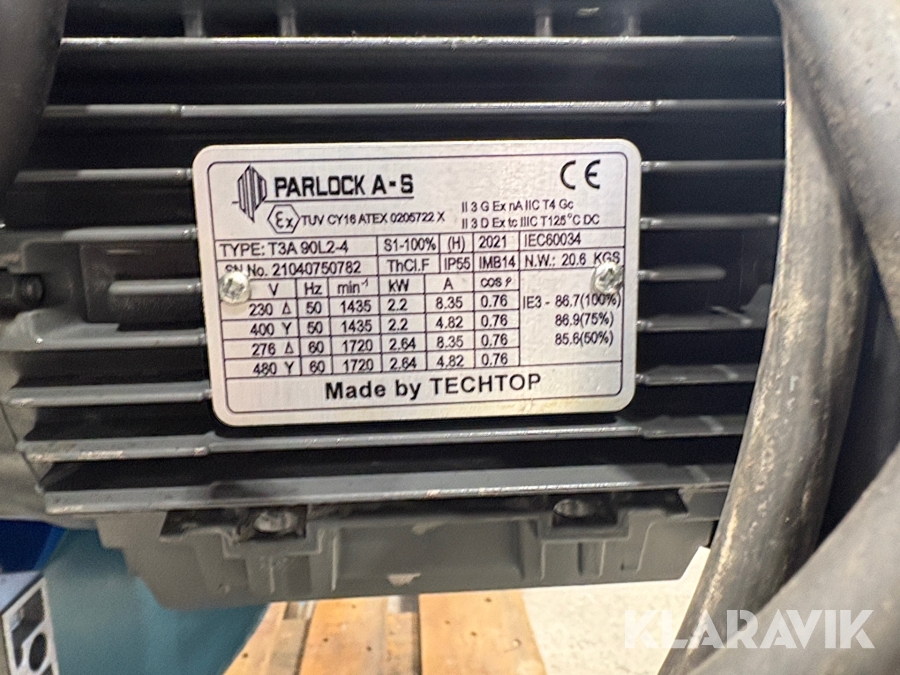 PARLOCK A-S
CE
Ex TUV CY16 ATEX 0205722 X
II 3 G Ex nA IIC T4 Gc
II 3 D Ex tc IIIC T125°C DC
TYPE: T3A 90L2-4 S1-100% (H) 2021 IEC60034
SN No. 21040750782 ThCl.F IP55 IMB14 N.W.: 20.6 KGS
V Hz min⁻¹ kW A cos φ
230 Δ 50 1435 2.2 8.35 0.76 IE3 - 86.7(100%)
400 Y 50 1435 2.2 4.82 0.76 86.9(75%)
276 Δ 60 1720 2.64 8.35 0.76 85.6(50%)
480 Y 60 1720 2.64 4.82 0.76
Made by TECHTOP
KLARAVIK